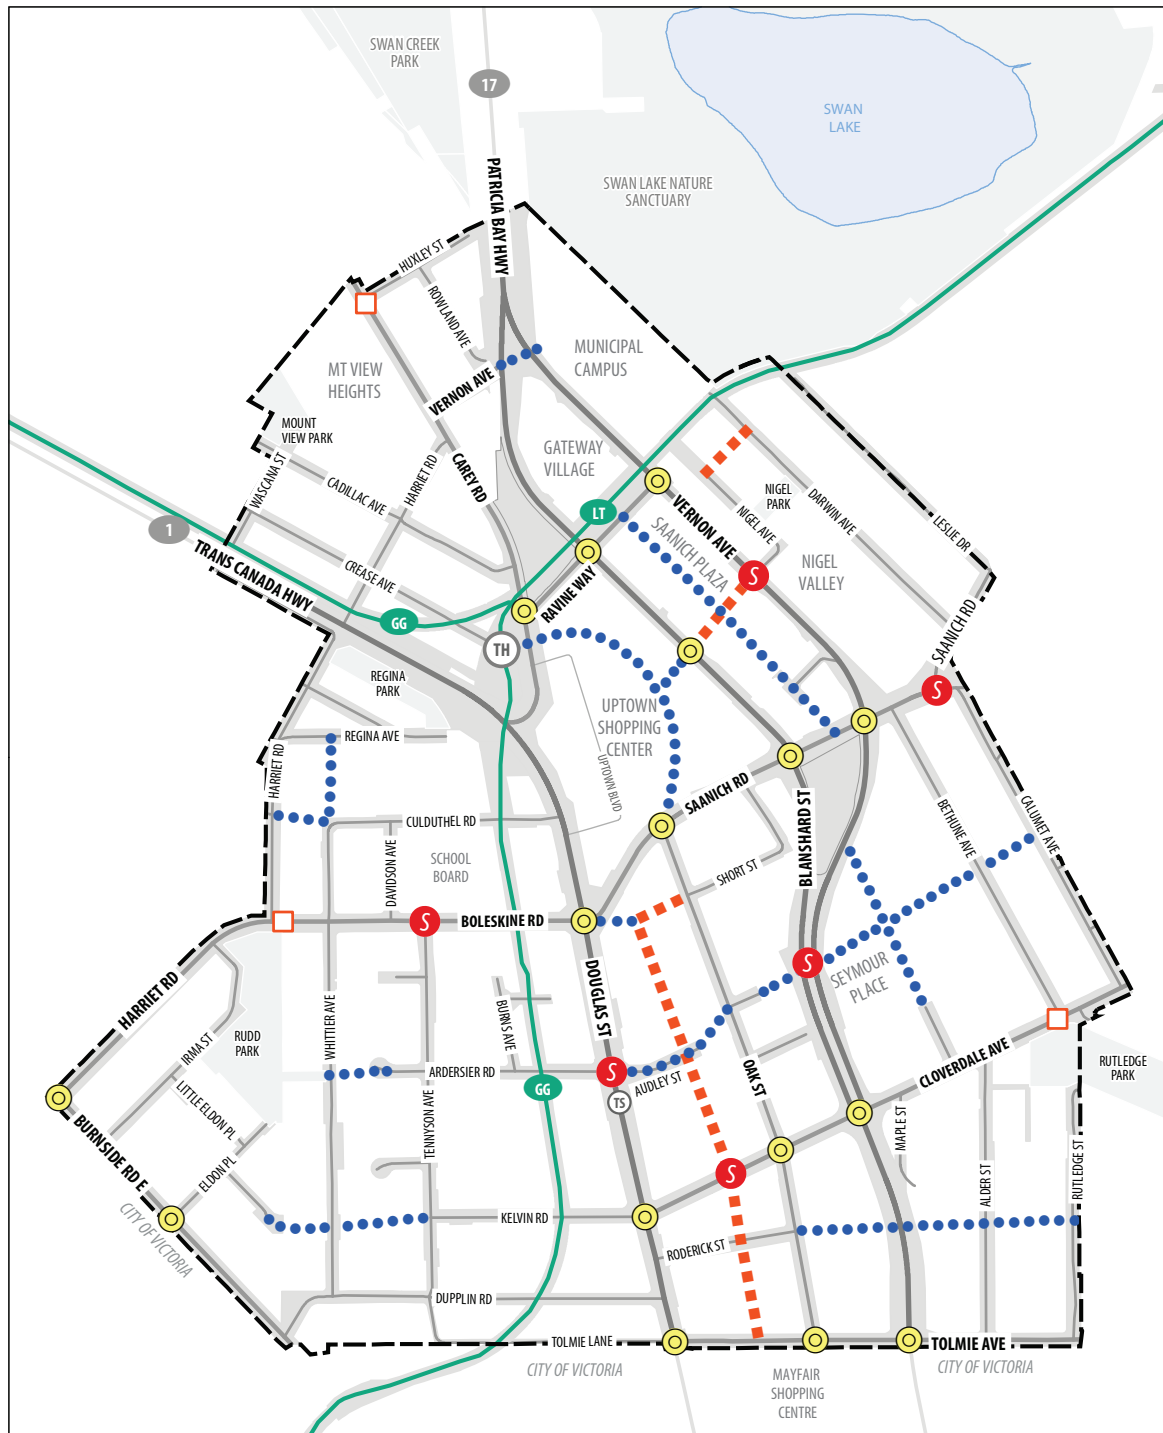 SWAN CREEK
PARK
17
SWAN
LAKE
PATRICIA BAY HWY
SWAN LAKE NATURE
SANCTUARY
HUXLEY ST
ROWLAND AVE
MUNICIPAL
CAMPUS
MT VIEW
HEIGHTS
VERNON AVE
MOUNT
VIEW PARK
GATEWAY
VILLAGE
CAREY RD
HARRIET RD
WASCANA ST
CADILLAC AVE
NIGEL
PARK
DARWIN AVE
LESLIE DR
1
LT
VERNON AVE
NIGEL AVE
SAANICH PLAZA
TRANS CANADA HWY
CREASE AVE
NIGEL
VALLEY
S
RAVINE WAY
GG
TH
SAANICH RD
REGINA
PARK
S
UPTOWN
SHOPPING
CENTER
REGINA AVE
HARRIET RD
UPTOWN BLVD
SAANICH RD
BLANSHARD ST
BETHUNE AVE
CALUMET AVE
CULDUTHEL RD
DAVIDSON AVE
SCHOOL
BOARD
SHORT ST
S
BOLESKINE RD
HARRIET RD
DOUGLAS ST
S
SEYMOUR
PLACE
WHITTIER AVE
BURNS AVE
RUDD
PARK
IRMA ST
CLOVERDALE AVE
RUTLEDGE
PARK
ARDERSIER RD
S
AUDLEY ST
OAK ST
GG
TS
LITTLE ELDON PL
TENNYSON AVE
MAPLE ST
BURNSIDE RD E
ELDON PL
S
ALDER ST
RUTLEDGE ST
CITY OF VICTORIA
KELVIN RD
RODERICK ST
DUPPLIN RD
TOLMIE LANE
TOLMIE AVE
CITY OF VICTORIA
CITY OF VICTORIA
MAYFAIR
SHOPPING
CENTRE